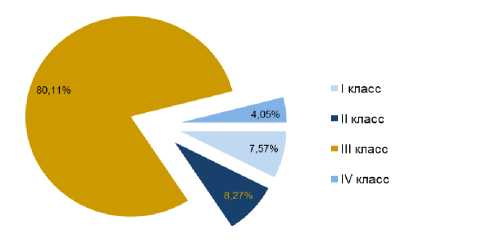 80,11%
4,05%
7,57%
8,27%
I класс
II класс
III класс
IV класс